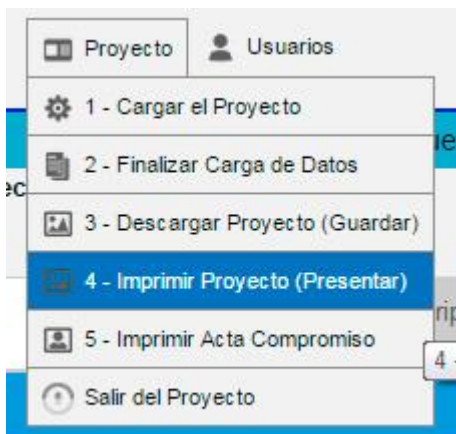 Proyecto Usuarios
1 - Cargar el Proyecto
2 - Finalizar Carga de Datos
3 - Descargar Proyecto (Guardar)
4 - Imprimir Proyecto (Presentar)
5 - Imprimir Acta Compromiso
4 -
Salir del Proyecto